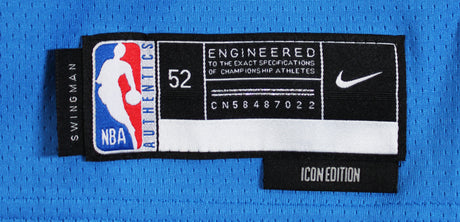 SWINGMAN
NBA
AUTHENTICS
52
ENGINEERED
TO THE EXACT SPECIFICATIONS
OF CHAMPIONSHIP ATHLETES
CN58487022
ICON EDITION